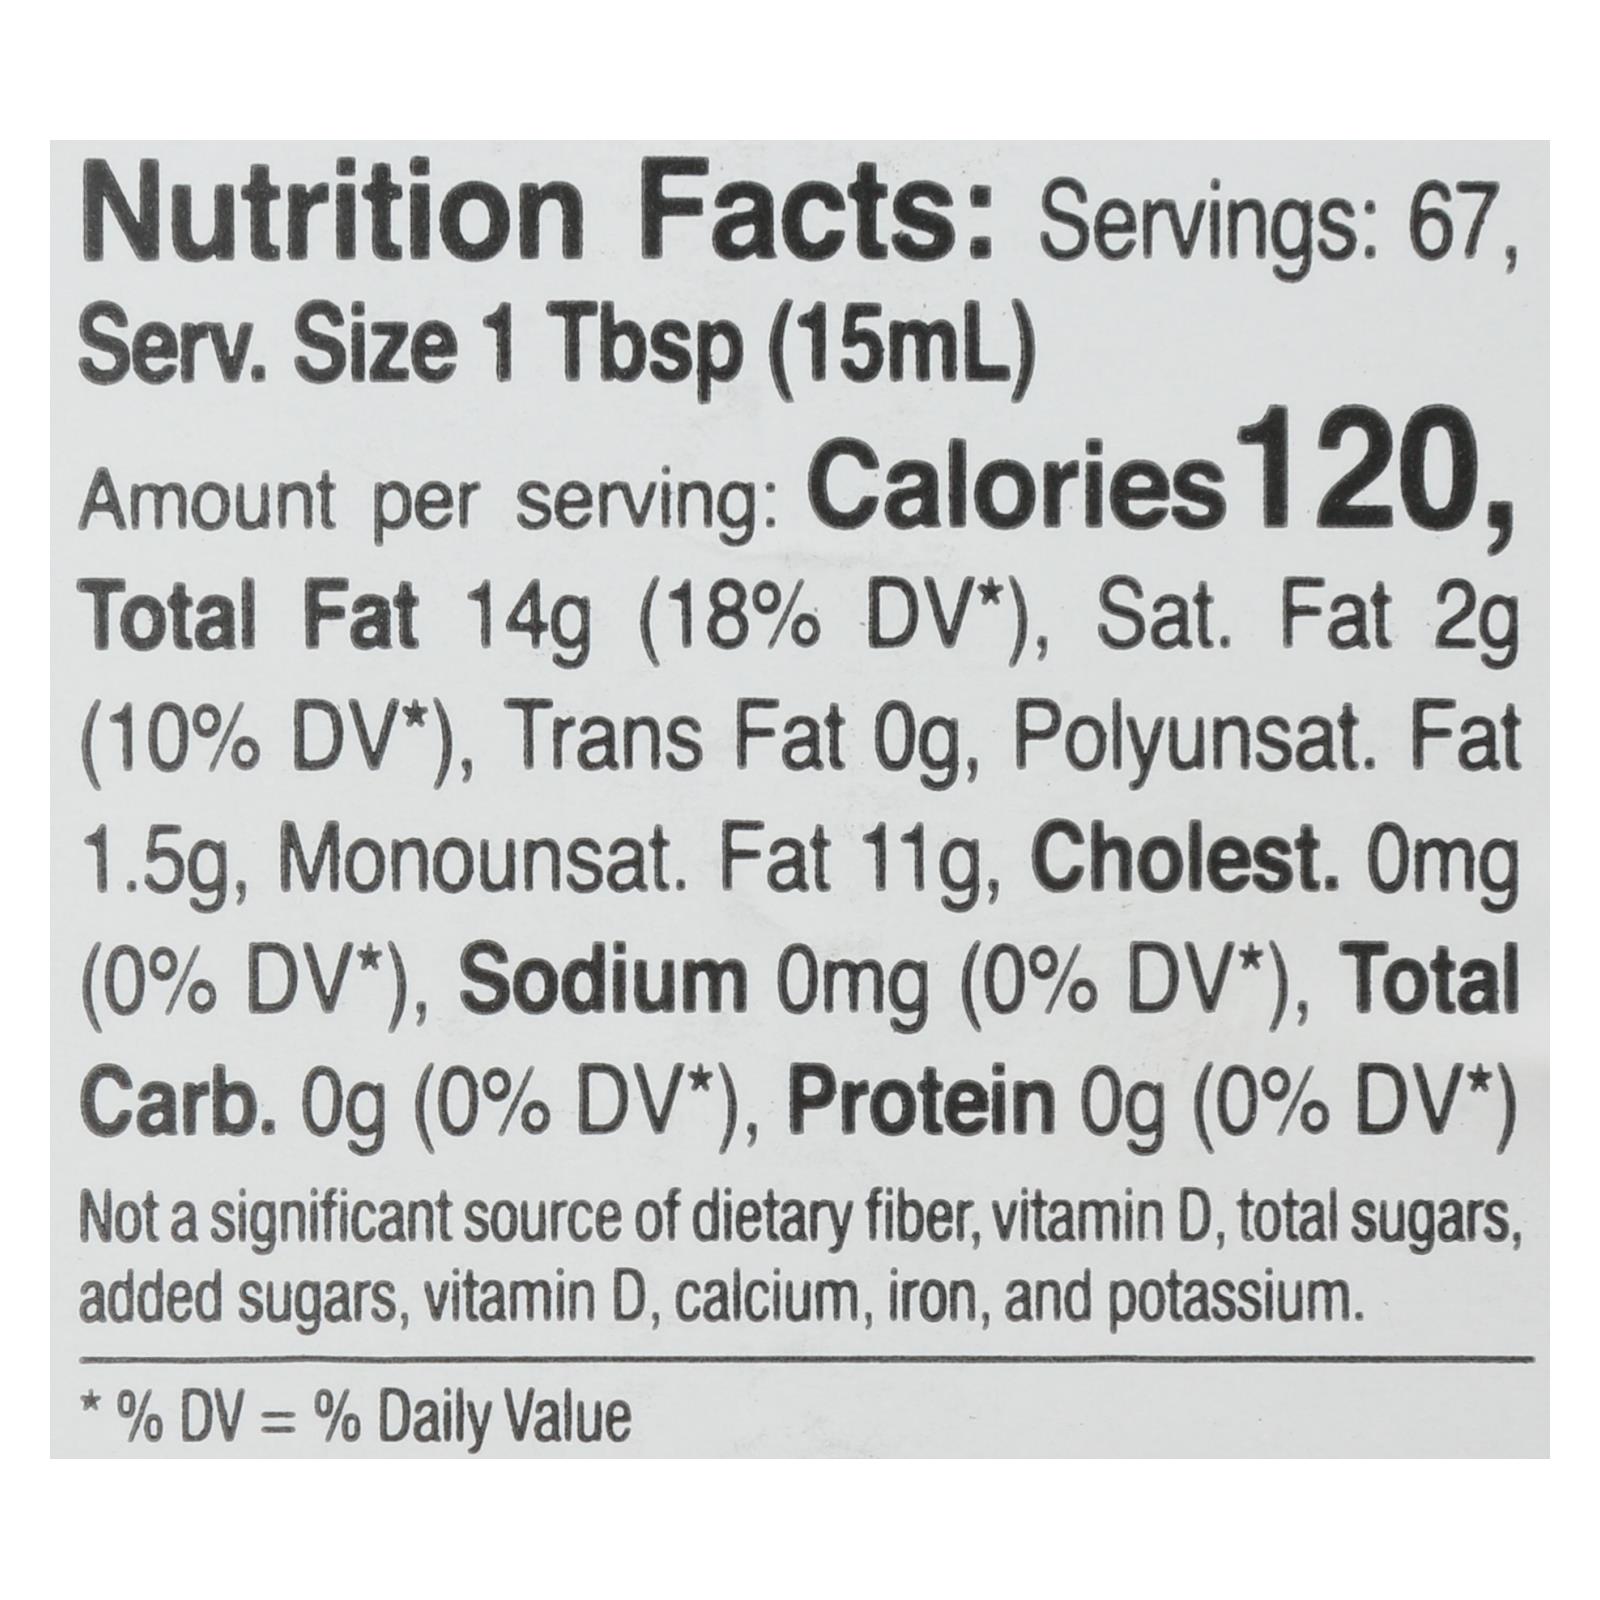 Nutrition Facts: Servings: 67,
Serv. Size 1 Tbsp (15mL)
Amount per serving: Calories 120,
Total Fat 14g (18% DV*), Sat. Fat 2g
(10% DV*), Trans Fat 0g, Polyunsat. Fat
1.5g, Monounsat. Fat 11g, Cholest. 0mg
(0% DV*), Sodium 0mg (0% DV*), Total
Carb. 0g (0% DV*), Protein 0g (0% DV*)
Not a significant source of dietary fiber, vitamin D, total sugars,
added sugars, vitamin D, calcium, iron, and potassium.
* % DV = % Daily Value